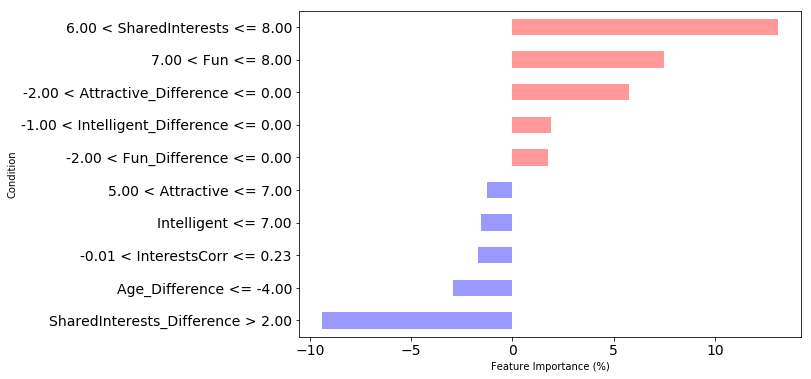 6.00 < SharedInterests <= 8.00
7.00 < Fun <= 8.00
-2.00 < Attractive_Difference <= 0.00
-1.00 < Intelligent_Difference <= 0.00
-2.00 < Fun_Difference <= 0.00
5.00 < Attractive <= 7.00
Intelligent <= 7.00
-0.01 < InterestsCorr <= 0.23
Age_Difference <= -4.00
SharedInterests_Difference > 2.00
Condition
−10 −5 0 5 10
Feature Importance (%)